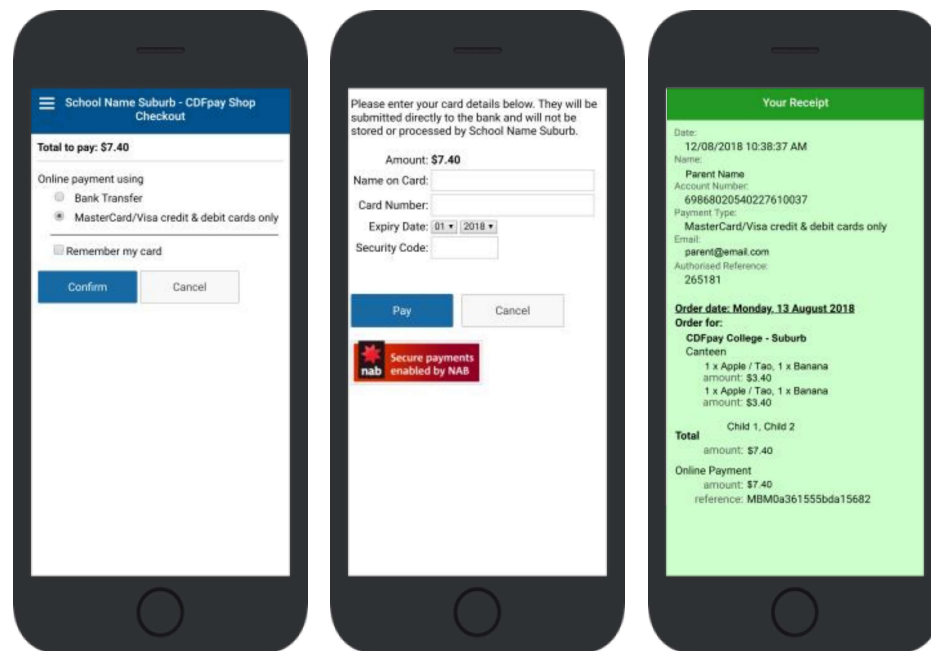 School Name Suburb - CDFpay Shop
Checkout
Total to pay: $7.40
Online payment using
Bank Transfer
MasterCard/Visa credit & debit cards only
Remember my card
Confirm
Cancel
Please enter your card details below. They will be
submitted directly to the bank and will not be
stored or processed by School Name Suburb.
Amount: $7.40
Name on Card:
Card Number:
Expiry Date: 01 2018
Security Code:
Pay
Cancel
nab
Secure payments
enabled by NAB
Your Receipt
Date:
12/08/2018 10:38:37 AM
Name:
Parent Name
Account Number:
69868020540227610037
Payment Type:
MasterCard/Visa credit & debit cards only
Email:
parent@email.com
Authorised Reference:
265181
Order date: Monday, 13 August 2018
Order for:
CDFpay College - Suburb
Canteen
1 x Apple / Tao, 1 x Banana
amount: $3.40
1 x Apple / Tao, 1 x Banana
amount: $3.40
Child 1, Child 2
Total
amount: $7.40
Online Payment
amount: $7.40
reference: MBM0a361555bda15682